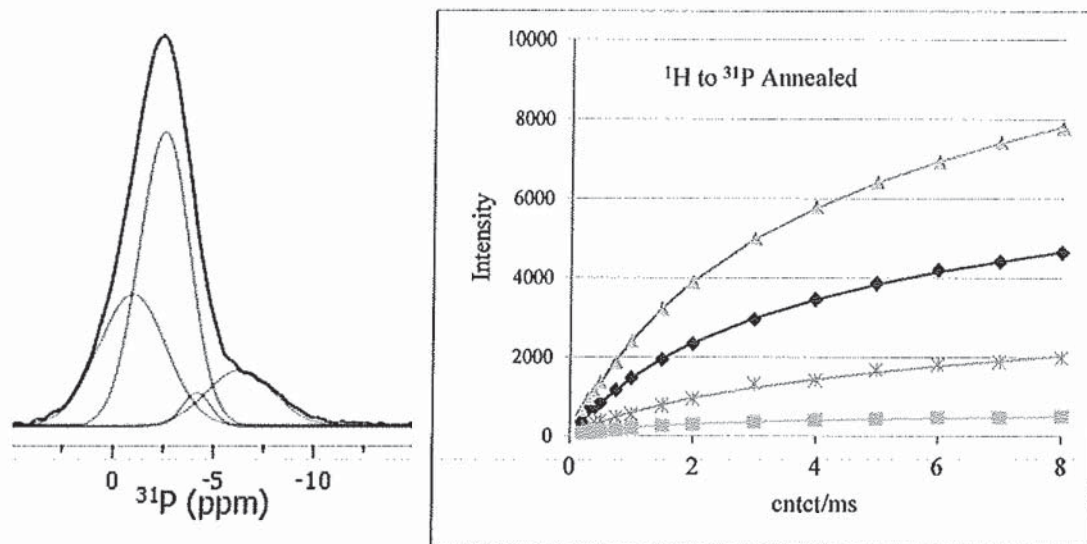 0 -5 -10
³¹P (ppm)
10000
¹H to ³¹P Annealed
8000
6000
4000
2000
0
Intensity
0 2 4 6 8
cntct/ms